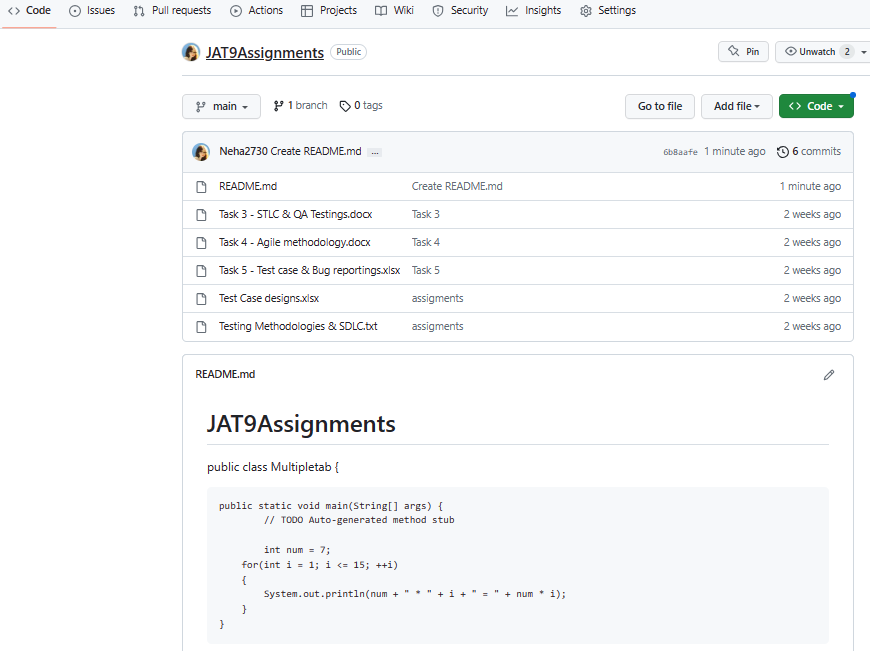 Code Issues Pull requests Actions Projects Wiki Security Insights Settings
JAT9Assignments Public Pin Unwatch 2
main 1 branch 0 tags Go to file Add file Code
Neha2730 Create README.md ... 6b8aafe 1 minute ago 6 commits
README.md Create README.md 1 minute ago
Task 3 - STLC & QA Testings.docx Task 3 2 weeks ago
Task 4 - Agile methodology.docx Task 4 2 weeks ago
Task 5 - Test case & Bug reportings.xlsx Task 5 2 weeks ago
Test Case designs.xlsx assigments 2 weeks ago
Testing Methodologies & SDLC.txt assigments 2 weeks ago
README.md
JAT9Assignments
public class Multipletab {
public static void main(String[] args) {
// TODO Auto-generated method stub
int num = 7;
for(int i = 1; i <= 15; ++i)
{
System.out.println(num + " * " + i + " = " + num * i);
}
}